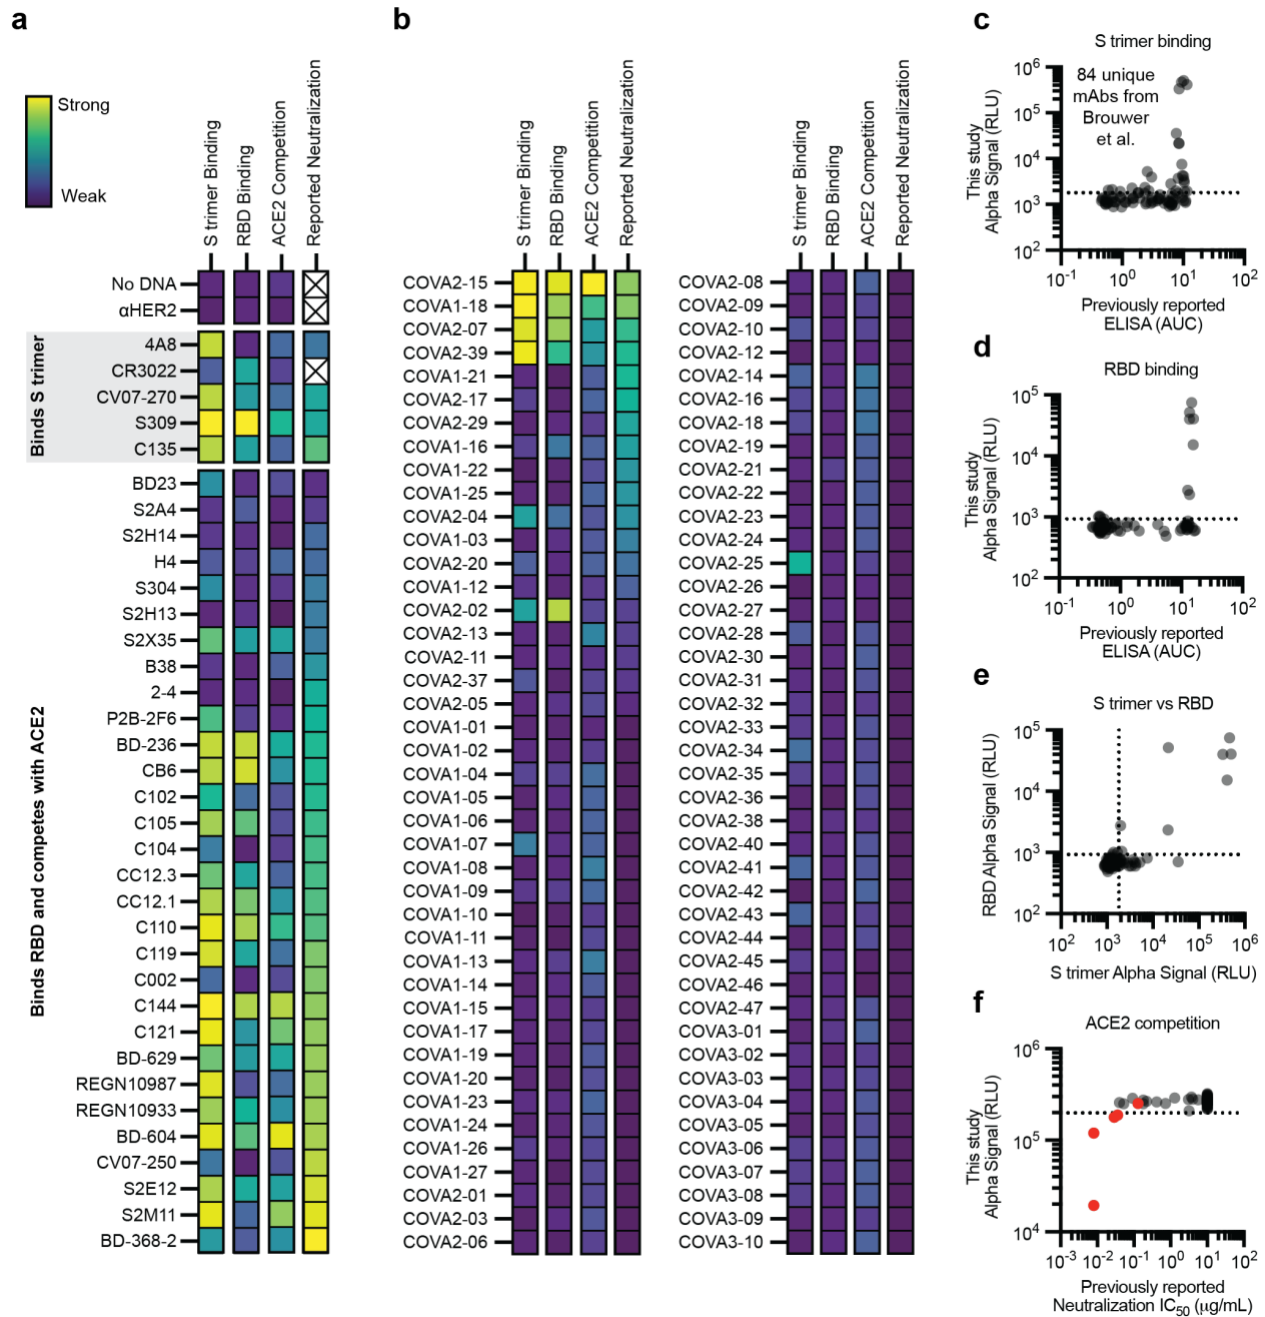 a
Strong
Weak
S trimer Binding
RBD Binding
ACE2 Competition
Reported Neutralization
No DNA
αHER2
Binds S trimer
4A8
CR3022
CV07-270
S309
C135
Binds RBD and competes with ACE2
BD23
S2A4
S2H14
H4
S304
S2H13
S2X35
B38
2-4
P2B-2F6
BD-236
CB6
C102
C105
C104
CC12.3
CC12.1
C110
C119
C002
C144
C121
BD-629
REGN10987
REGN10933
BD-604
CV07-250
S2E12
S2M11
BD-368-2
b
S trimer Binding
RBD Binding
ACE2 Competition
Reported Neutralization
COVA2-15
COVA1-18
COVA2-07
COVA2-39
COVA1-21
COVA2-17
COVA2-29
COVA1-16
COVA1-22
COVA1-25
COVA2-04
COVA1-03
COVA2-20
COVA1-12
COVA2-02
COVA2-13
COVA2-11
COVA2-37
COVA2-05
COVA1-01
COVA1-02
COVA1-04
COVA1-05
COVA1-06
COVA1-07
COVA1-08
COVA1-09
COVA1-10
COVA1-11
COVA1-13
COVA1-14
COVA1-15
COVA1-17
COVA1-19
COVA1-20
COVA1-23
COVA1-24
COVA1-26
COVA1-27
COVA2-01
COVA2-03
COVA2-06
S trimer Binding
RBD Binding
ACE2 Competition
Reported Neutralization
COVA2-08
COVA2-09
COVA2-10
COVA2-12
COVA2-14
COVA2-16
COVA2-18
COVA2-19
COVA2-21
COVA2-22
COVA2-23
COVA2-24
COVA2-25
COVA2-26
COVA2-27
COVA2-28
COVA2-30
COVA2-31
COVA2-32
COVA2-33
COVA2-34
COVA2-35
COVA2-36
COVA2-38
COVA2-40
COVA2-41
COVA2-42
COVA2-43
COVA2-44
COVA2-45
COVA2-46
COVA2-47
COVA3-01
COVA3-02
COVA3-03
COVA3-04
COVA3-05
COVA3-06
COVA3-07
COVA3-08
COVA3-09
COVA3-10
c
S trimer binding
84 unique
mAbs from
Brouwer
et al.
This study
Alpha Signal (RLU)
10⁶
10⁵
10⁴
10³
10²
10⁻¹ 10⁰ 10¹ 10²
Previously reported
ELISA (AUC)
d
RBD binding
This study
Alpha Signal (RLU)
10⁵
10⁴
10³
10²
10⁻¹ 10⁰ 10¹ 10²
Previously reported
ELISA (AUC)
e
S trimer vs RBD
RBD Alpha Signal (RLU)
10⁵
10⁴
10³
10²
10² 10³ 10⁴ 10⁵ 10⁶
S trimer Alpha Signal (RLU)
f
ACE2 competition
This study
Alpha Signal (RLU)
10⁶
10⁵
10⁴
10⁻³ 10⁻² 10⁻¹ 10⁰ 10¹ 10²
Previously reported
Neutralization IC₅₀ (µg/mL)